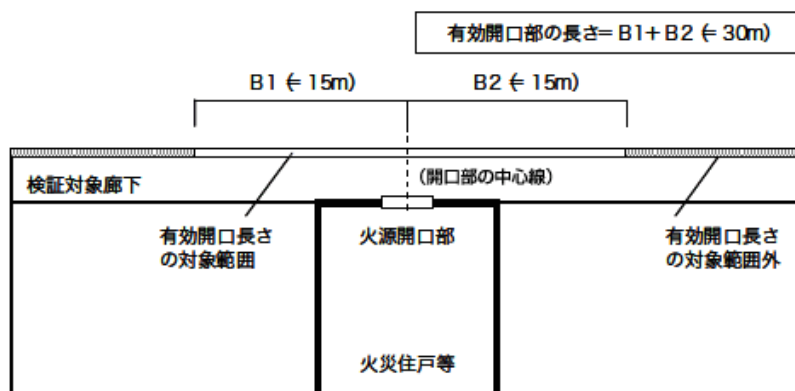 有効開口部の長さ= B1 + B2 (= 30m)
B1 (= 15m)
B2 (= 15m)
検証対象廊下
(開口部の中心線)
有効開口長さ
の対象範囲
火源開口部
有効開口長さ
の対象範囲外
火災住戸等